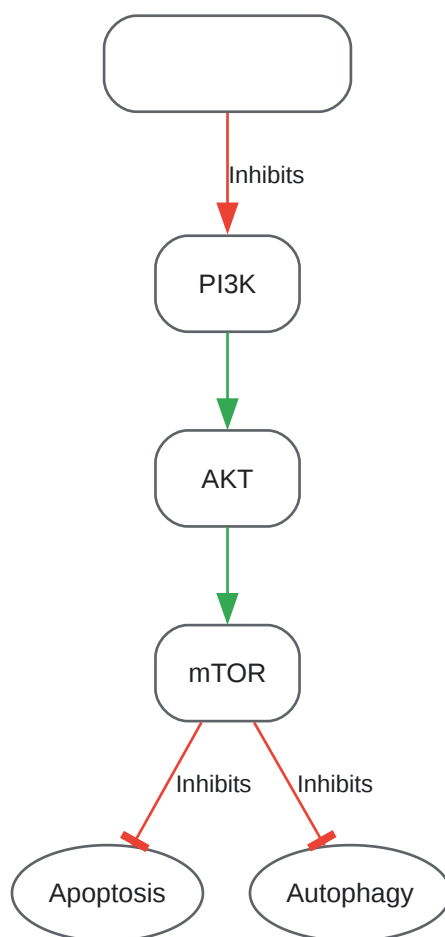 Inhibits
PI3K
AKT
mTOR
Inhibits
Inhibits
Apoptosis
Autophagy